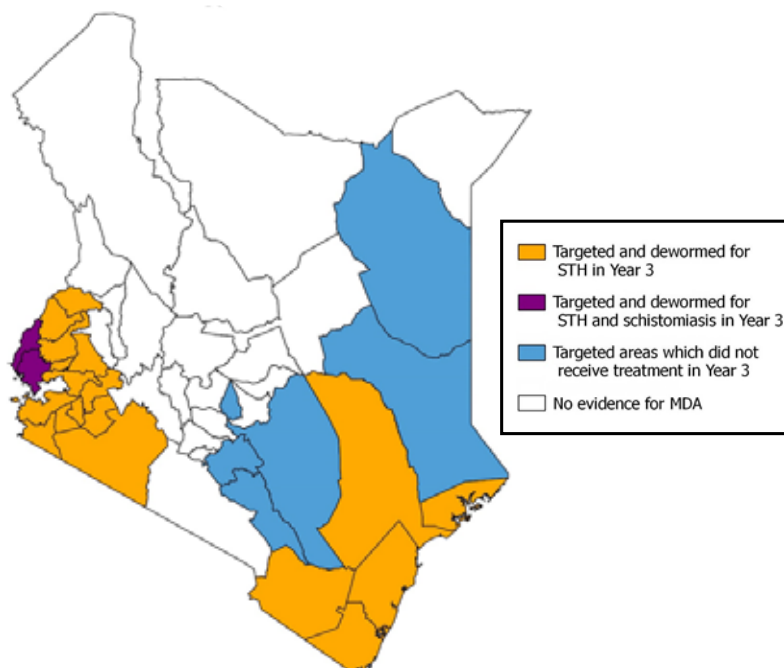 Targeted and dewormed for
STH in Year 3
Targeted and dewormed for
STH and schistomiasis in Year 3
Targeted areas which did not
receive treatment in Year 3
No evidence for MDA